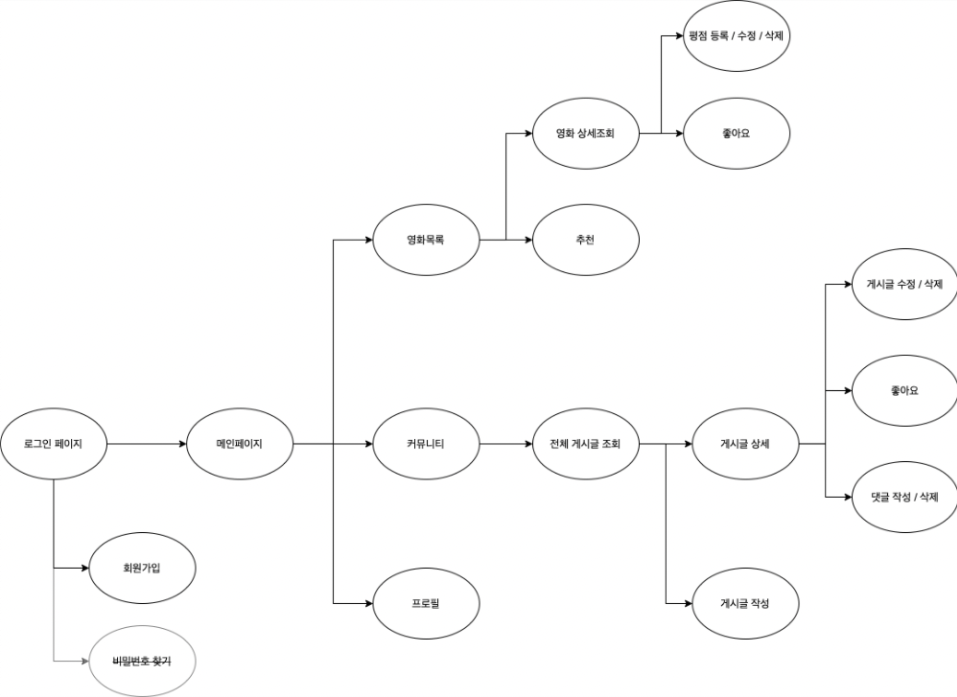 평점 등록 / 수정 / 삭제
영화 상세조회
좋아요
영화목록
추천
게시글 수정 / 삭제
좋아요
로그인 페이지
메인페이지
커뮤니티
전체 게시글 조회
게시글 상세
댓글 작성 / 삭제
회원가입
프로필
게시글 작성
비밀번호 찾기